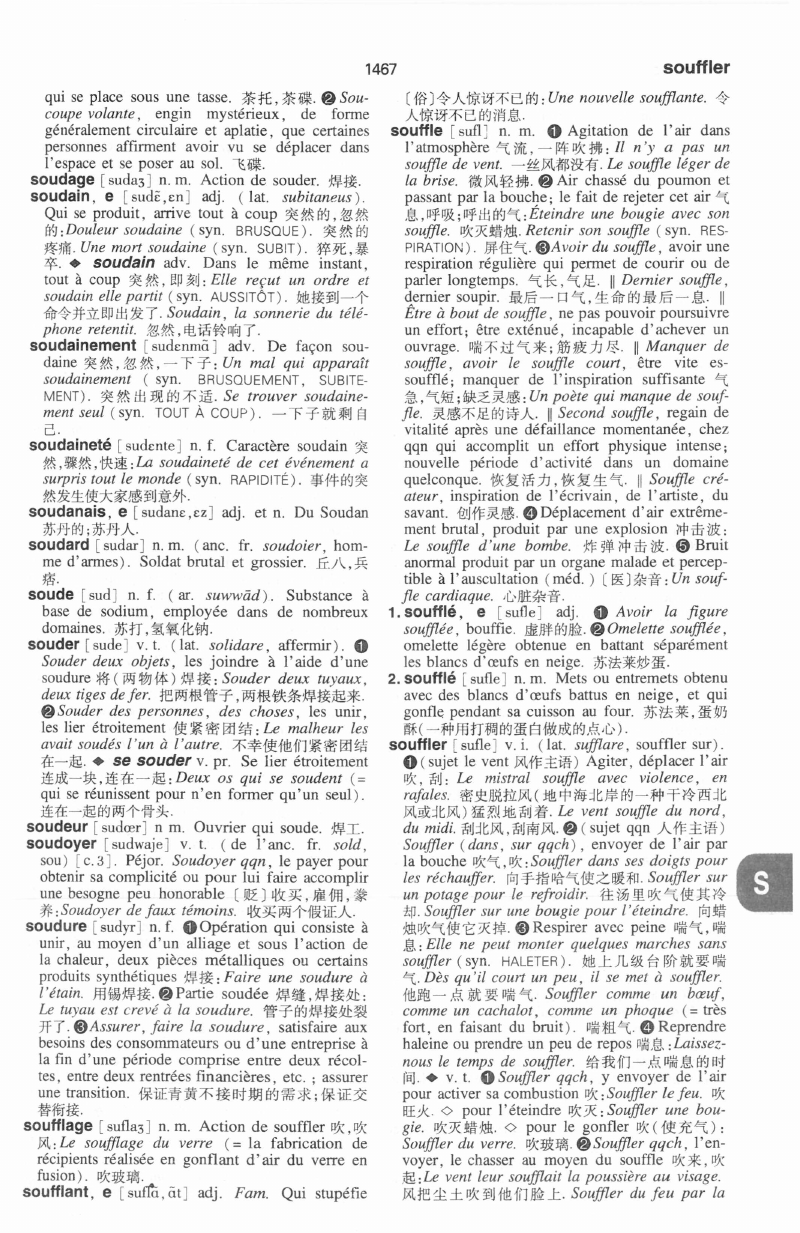 1467
souffler
qui se place sous une tasse. 茶托,茶碟. ❷ Sou-
coupe volante, engin mystérieux, de forme
généralement circulaire et aplatie, que certaines
personnes affirment avoir vu se déplacer dans
l'espace et se poser au sol. 飞碟.
soudage [sudaʒ] n. m. Action de souder. 焊接.
soudain, e [sudɛ̃,ɛn] adj. (lat. subitaneus).
Qui se produit, arrive tout à coup 突然的,忽然
的:Douleur soudaine (syn. BRUSQUE). 突然的
疼痛. Une mort soudaine (syn. SUBIT). 猝死,暴
卒. ◆ soudain adv. Dans le même instant,
tout à coup 突然,即刻:Elle reçut un ordre et
soudain elle partit (syn. AUSSITÔT). 她接到一个
命令并立即出发了. Soudain, la sonnerie du télé-
phone retentit. 忽然,电话铃响了.
soudainement [sudɛnmɑ̃] adv. De façon sou-
daine 突然,忽然,一下子:Un mal qui apparaît
soudainement (syn. BRUSQUEMENT, SUBITE-
MENT). 突然出现的不适. Se trouver soudaine-
ment seul (syn. TOUT À COUP). 一下子就剩自
己.
soudaineté [sudɛnte] n. f. Caractère soudain 突
然,骤然,快速:La soudaineté de cet événement a
surpris tout le monde (syn. RAPIDITÉ). 事件的突
然发生使大家感到意外.
soudanais, e [sudanɛ,ɛz] adj. et n. Du Soudan
苏丹的;苏丹人.
soudard [sudar] n. m. (anc. fr. soudoier, hom-
me d'armes). Soldat brutal et grossier. 丘八,兵
痞.
soude [sud] n. f. (ar. suwwād). Substance à
base de sodium, employée dans de nombreux
domaines. 苏打,氢氧化钠.
souder [sude] v. t. (lat. solidare, affermir). ❶
Souder deux objets, les joindre à l'aide d'une
soudure 将(两物体)焊接:Souder deux tuyaux,
deux tiges de fer. 把两根管子,两根铁条焊接起来.
❷Souder des personnes, des choses, les unir,
les lier étroitement 使紧密团结:Le malheur les
avait soudés l'un à l'autre. 不幸使他们紧密团结
在一起. ◆ se souder v. pr. Se lier étroitement
连成一块,连在一起:Deux os qui se soudent (=
qui se réunissent pour n'en former qu'un seul).
连在一起的两个骨头.
soudeur [sudœr] n m. Ouvrier qui soude. 焊工.
soudoyer [sudwaje] v. t. (de l'anc. fr. sold,
sou) [c.3]. Péjor. Soudoyer qqn, le payer pour
obtenir sa complicité ou pour lui faire accomplir
une besogne peu honorable [贬]收买,雇佣,豢
养:Soudoyer de faux témoins. 收买两个假证人.
soudure [sudyr] n. f. ❶Opération qui consiste à
unir, au moyen d'un alliage et sous l'action de
la chaleur, deux pièces métalliques ou certains
produits synthétiques 焊接:Faire une soudure à
l'étain. 用锡焊接. ❷Partie soudée 焊缝,焊接处:
Le tuyau est crevé à la soudure. 管子的焊接处裂
开了. ❸Assurer, faire la soudure, satisfaire aux
besoins des consommateurs ou d'une entreprise à
la fin d'une période comprise entre deux récol-
tes, entre deux rentrées financières, etc. ; assurer
une transition. 保证青黄不接时期的需求;保证交
替衔接.
soufflage [suflaʒ] n. m. Action de souffler 吹,吹
风:Le soufflage du verre (= la fabrication de
récipients réalisée en gonflant d'air du verre en
fusion). 吹玻璃.
soufflant, e [suflɑ̃,ɑ̃t] adj. Fam. Qui stupéfie
[俗]令人惊讶不已的:Une nouvelle soufflante. 令
人惊讶不已的消息.
souffle [sufl] n. m. ❶ Agitation de l'air dans
l'atmosphère 气流,一阵吹拂:Il n'y a pas un
souffle de vent. 一丝风都没有. Le souffle léger de
la brise. 微风轻拂. ❷ Air chassé du poumon et
passant par la bouche; le fait de rejeter cet air 气
息,呼吸;呼出的气:Éteindre une bougie avec son
souffle. 吹灭蜡烛. Retenir son souffle (syn. RES-
PIRATION). 屏住气. ❸Avoir du souffle, avoir une
respiration régulière qui permet de courir ou de
parler longtemps. 气长,气足. ‖ Dernier souffle,
dernier soupir. 最后一口气,生命的最后一息. ‖
Être à bout de souffle, ne pas pouvoir poursuivre
un effort; être exténué, incapable d'achever un
ouvrage. 喘不过气来;筋疲力尽. ‖ Manquer de
souffle, avoir le souffle court, être vite es-
soufflé; manquer de l'inspiration suffisante 气
急,气短;缺乏灵感:Un poète qui manque de souf-
fle. 灵感不足的诗人. ‖ Second souffle, regain de
vitalité après une défaillance momentanée, chez
qqn qui accomplit un effort physique intense;
nouvelle période d'activité dans un domaine
quelconque. 恢复活力,恢复生气. ‖ Souffle cré-
ateur, inspiration de l'écrivain, de l'artiste, du
savant. 创作灵感. ❹ Déplacement d'air extrême-
ment brutal, produit par une explosion 冲击波:
Le souffle d'une bombe. 炸弹冲击波. ❺ Bruit
anormal produit par un organe malade et percep-
tible à l'auscultation (méd.) [医]杂音:Un souf-
fle cardiaque. 心脏杂音.
1. soufflé, e [sufle] adj. ❶ Avoir la figure
soufflée, bouffie. 虚胖的脸. ❷Omelette soufflée,
omelette légère obtenue en battant séparément
les blancs d'œufs en neige. 苏法莱炒蛋.
2. soufflé [sufle] n. m. Mets ou entremets obtenu
avec des blancs d'œufs battus en neige, et qui
gonfle pendant sa cuisson au four. 苏法莱,蛋奶
酥(一种用打稠的蛋白做成的点心).
souffler [sufle] v. i. (lat. sufflare, souffler sur).
❶(sujet le vent 风作主语) Agiter, déplacer l'air
吹,刮: Le mistral souffle avec violence, en
rafales. 密史脱拉风(地中海北岸的一种干冷西北
风或北风)猛烈地刮着. Le vent souffle du nord,
du midi. 刮北风,刮南风. ❷(sujet qqn 人作主语)
Souffler (dans, sur qqch), envoyer de l'air par
la bouche 吹气,吹:Souffler dans ses doigts pour
les réchauffer. 向手指哈气使之暖和. Souffler sur
un potage pour le refroidir. 往汤里吹气使其冷
却. Souffler sur une bougie pour l'éteindre. 向蜡
烛吹气使它灭掉. ❸ Respirer avec peine 喘气,喘
息:Elle ne peut monter quelques marches sans
souffler (syn. HALETER). 她上几级台阶就要喘
气. Dès qu'il court un peu, il se met à souffler.
他跑一点就要喘气. Souffler comme un bœuf,
comme un cachalot, comme un phoque (= très
fort, en faisant du bruit). 喘粗气. ❹ Reprendre
haleine ou prendre un peu de repos 喘息:Laissez-
nous le temps de souffler. 给我们一点喘息的时
间. ◆ v. t. ❶ Souffler qqch, y envoyer de l'air
pour activer sa combustion 吹:Souffler le feu. 吹
旺火. ◇ pour l'éteindre 吹灭:Souffler une bou-
gie. 吹灭蜡烛. ◇ pour le gonfler 吹(使充气):
Souffler du verre. 吹玻璃. ❷Souffler qqch, l'en-
voyer, le chasser au moyen du souffle 吹来,吹
起:Le vent leur soufflait la poussière au visage.
风把尘土吹到他们脸上. Souffler du feu par la
S